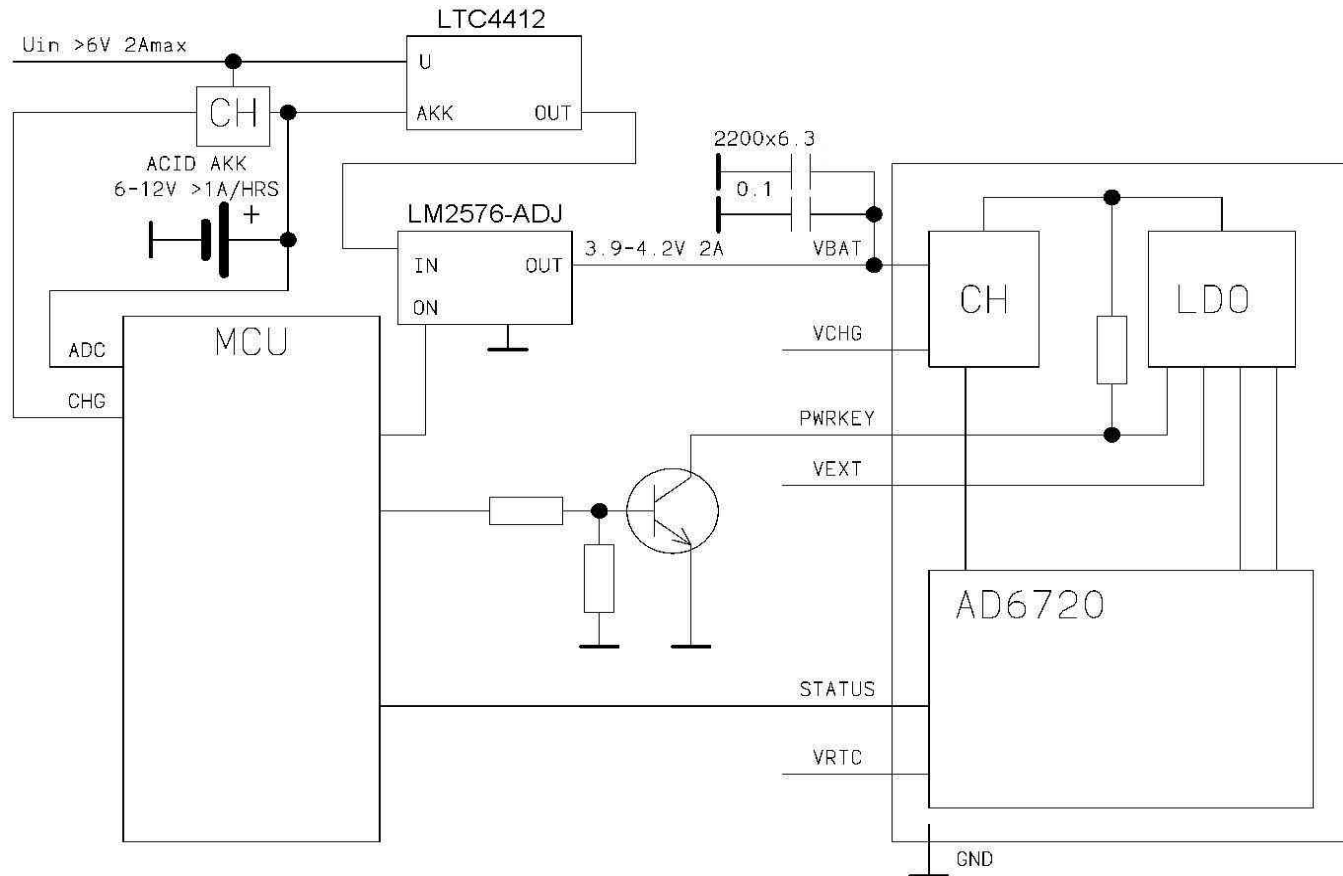 LTC4412
Uin >6V 2Amax
U
CH
AKK
OUT
ACID AKK
6-12V >1A/HRS
+
2200x6.3
0.1
LM2576-ADJ
IN
OUT
ON
3.9-4.2V 2A
VBAT
CH
LDO
MCU
ADC
CHG
VCHG
PWRKEY
VEXT
AD6720
STATUS
VRTC
GND